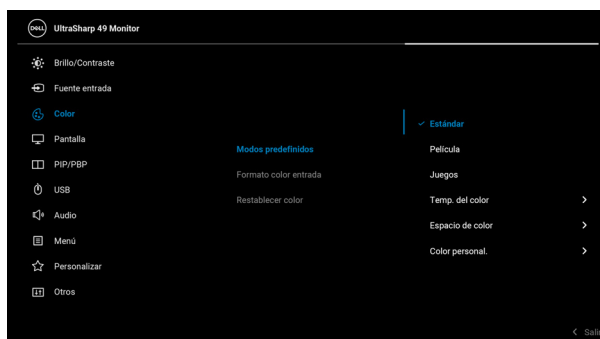 DELL UltraSharp 49 Monitor
Brillo/Contraste
Fuente entrada
Color
Pantalla
PIP/PBP
USB
Audio
Menú
Personalizar
Otros
Modos predefinidos
Formato color entrada
Restablecer color
Estándar
Película
Juegos
Temp. del color
Espacio de color
Color personal.
Salir